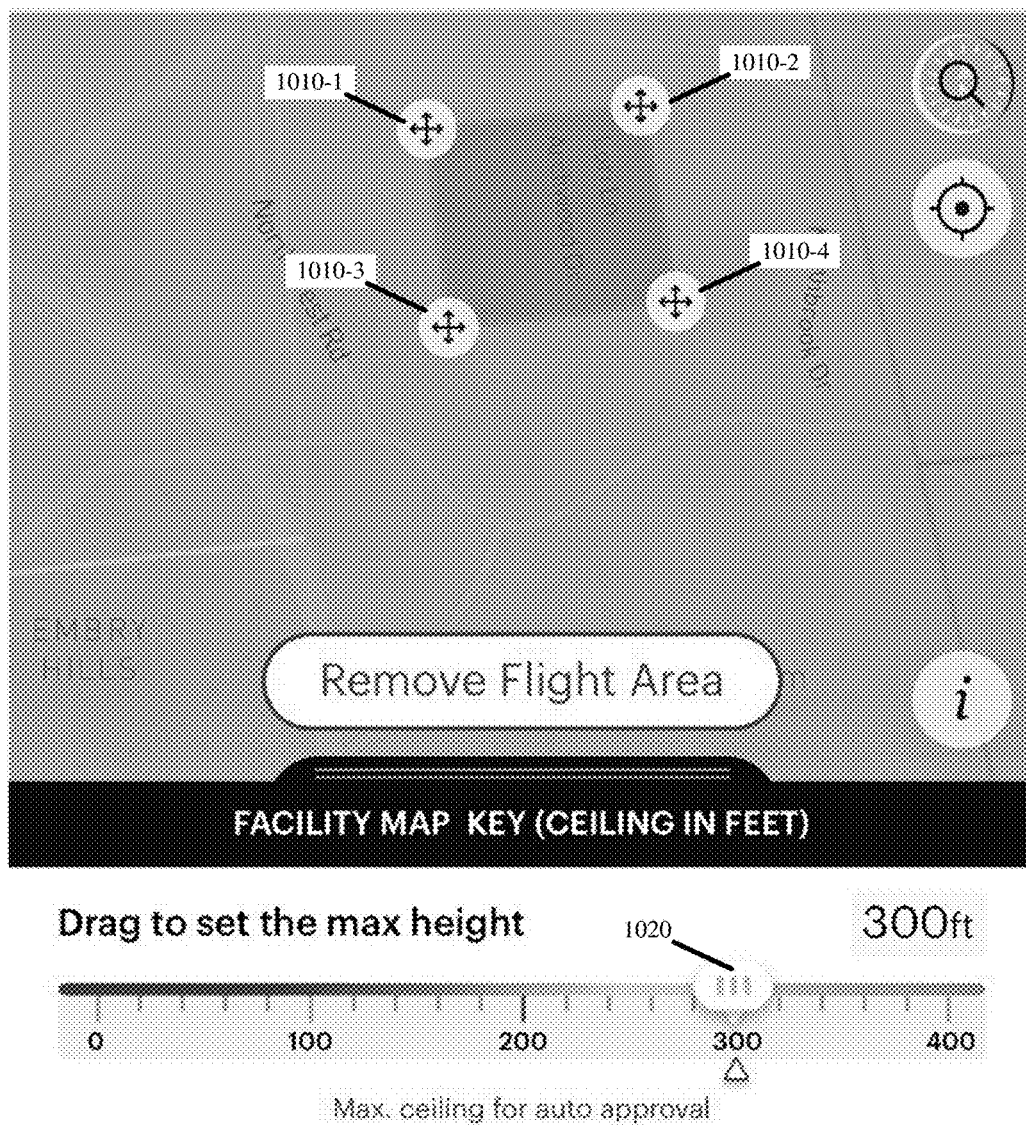 1010-1
1010-2
1010-3
1010-4
i
Remove Flight Area
FACILITY MAP KEY (CEILING IN FEET)
Drag to set the max height
1020
300ft
0 100 200 300 400
Max. ceiling for auto approval